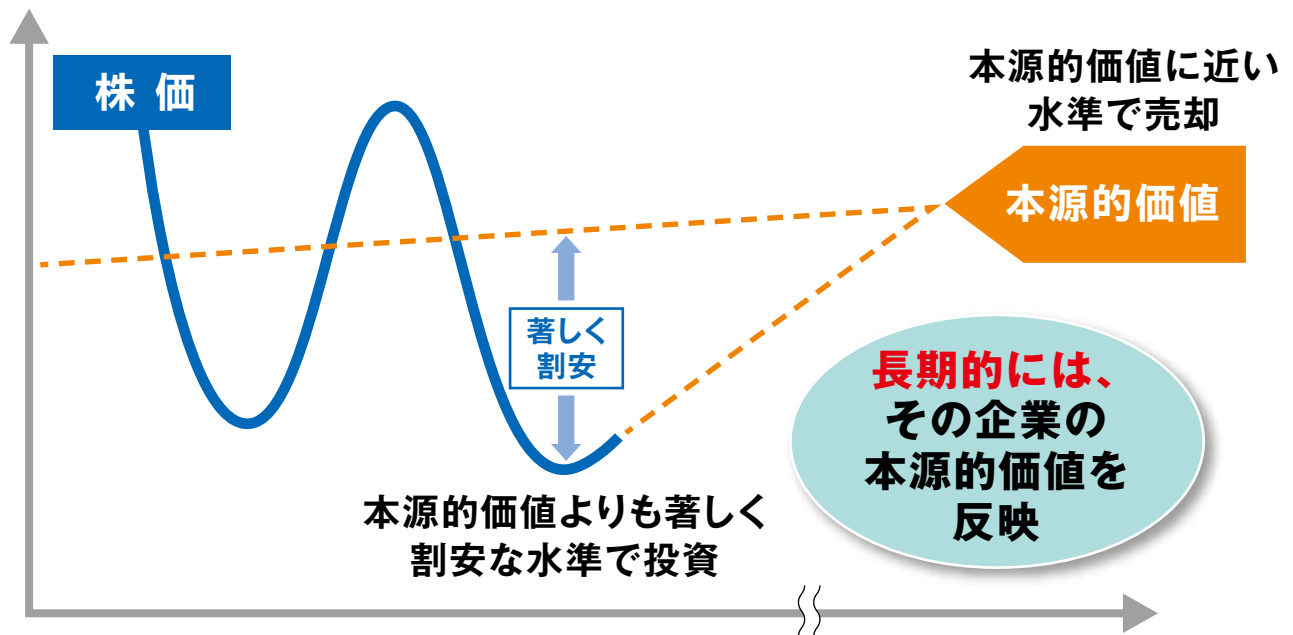 株価
本源的価値に近い
水準で売却
本源的価値
著しく
割安
長期的には、
その企業の
本源的価値を
反映
本源的価値よりも著しく
割安な水準で投資